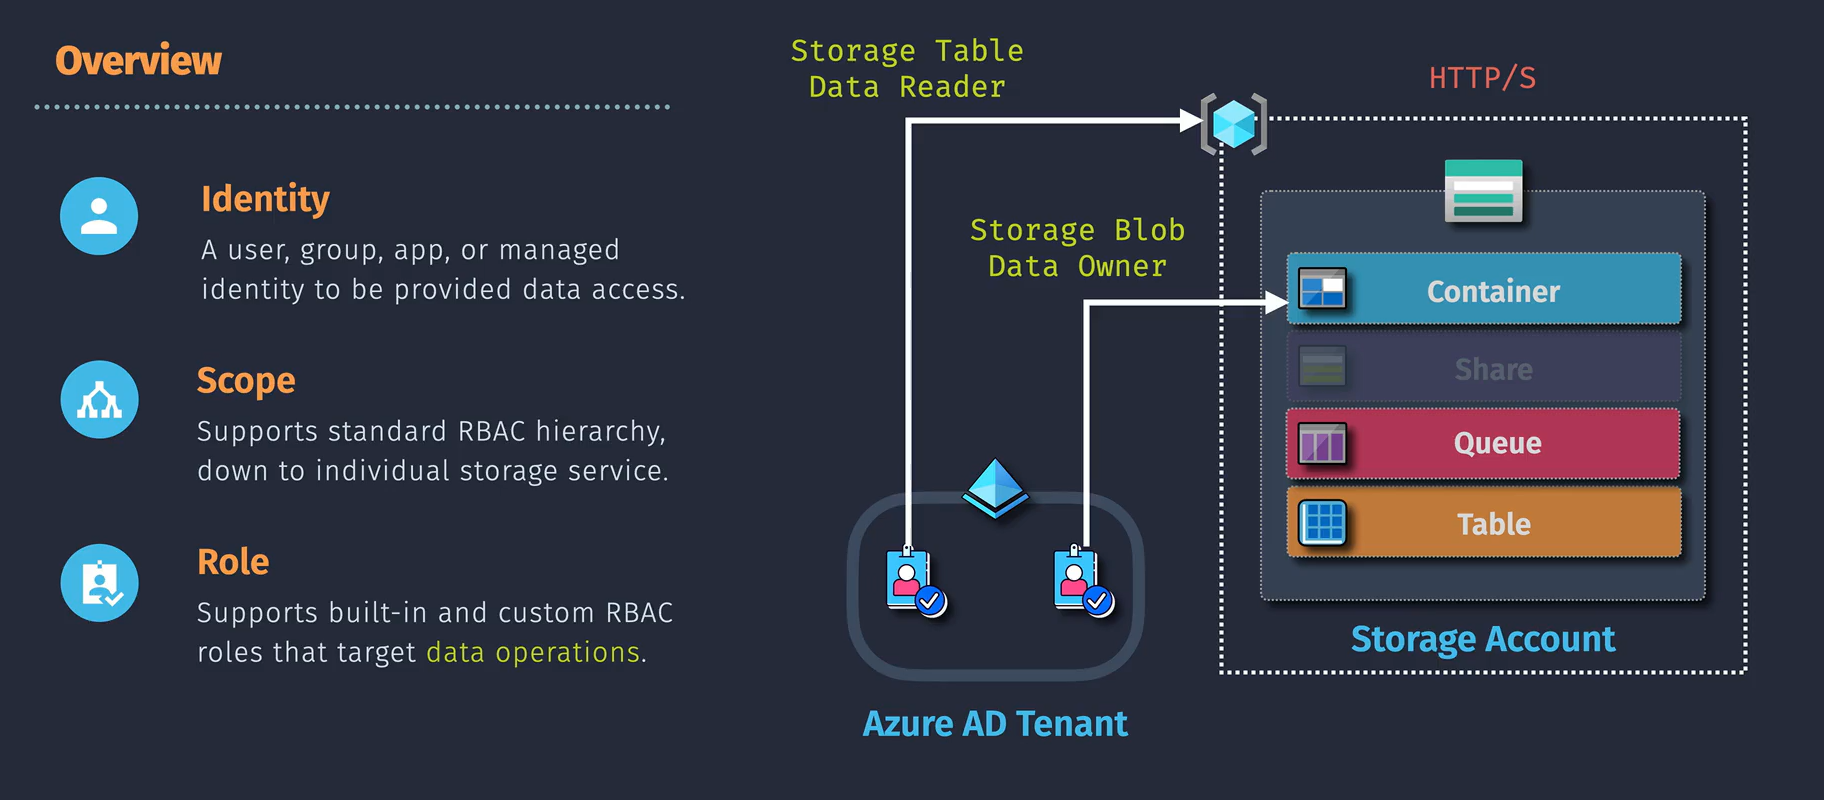 Overview
Identity
A user, group, app, or managed
identity to be provided data access.
Scope
Supports standard RBAC hierarchy,
down to individual storage service.
Role
Supports built-in and custom RBAC
roles that target data operations.
Storage Table
Data Reader
HTTP/S
Storage Blob
Data Owner
Container
Share
Queue
Table
Storage Account
Azure AD Tenant